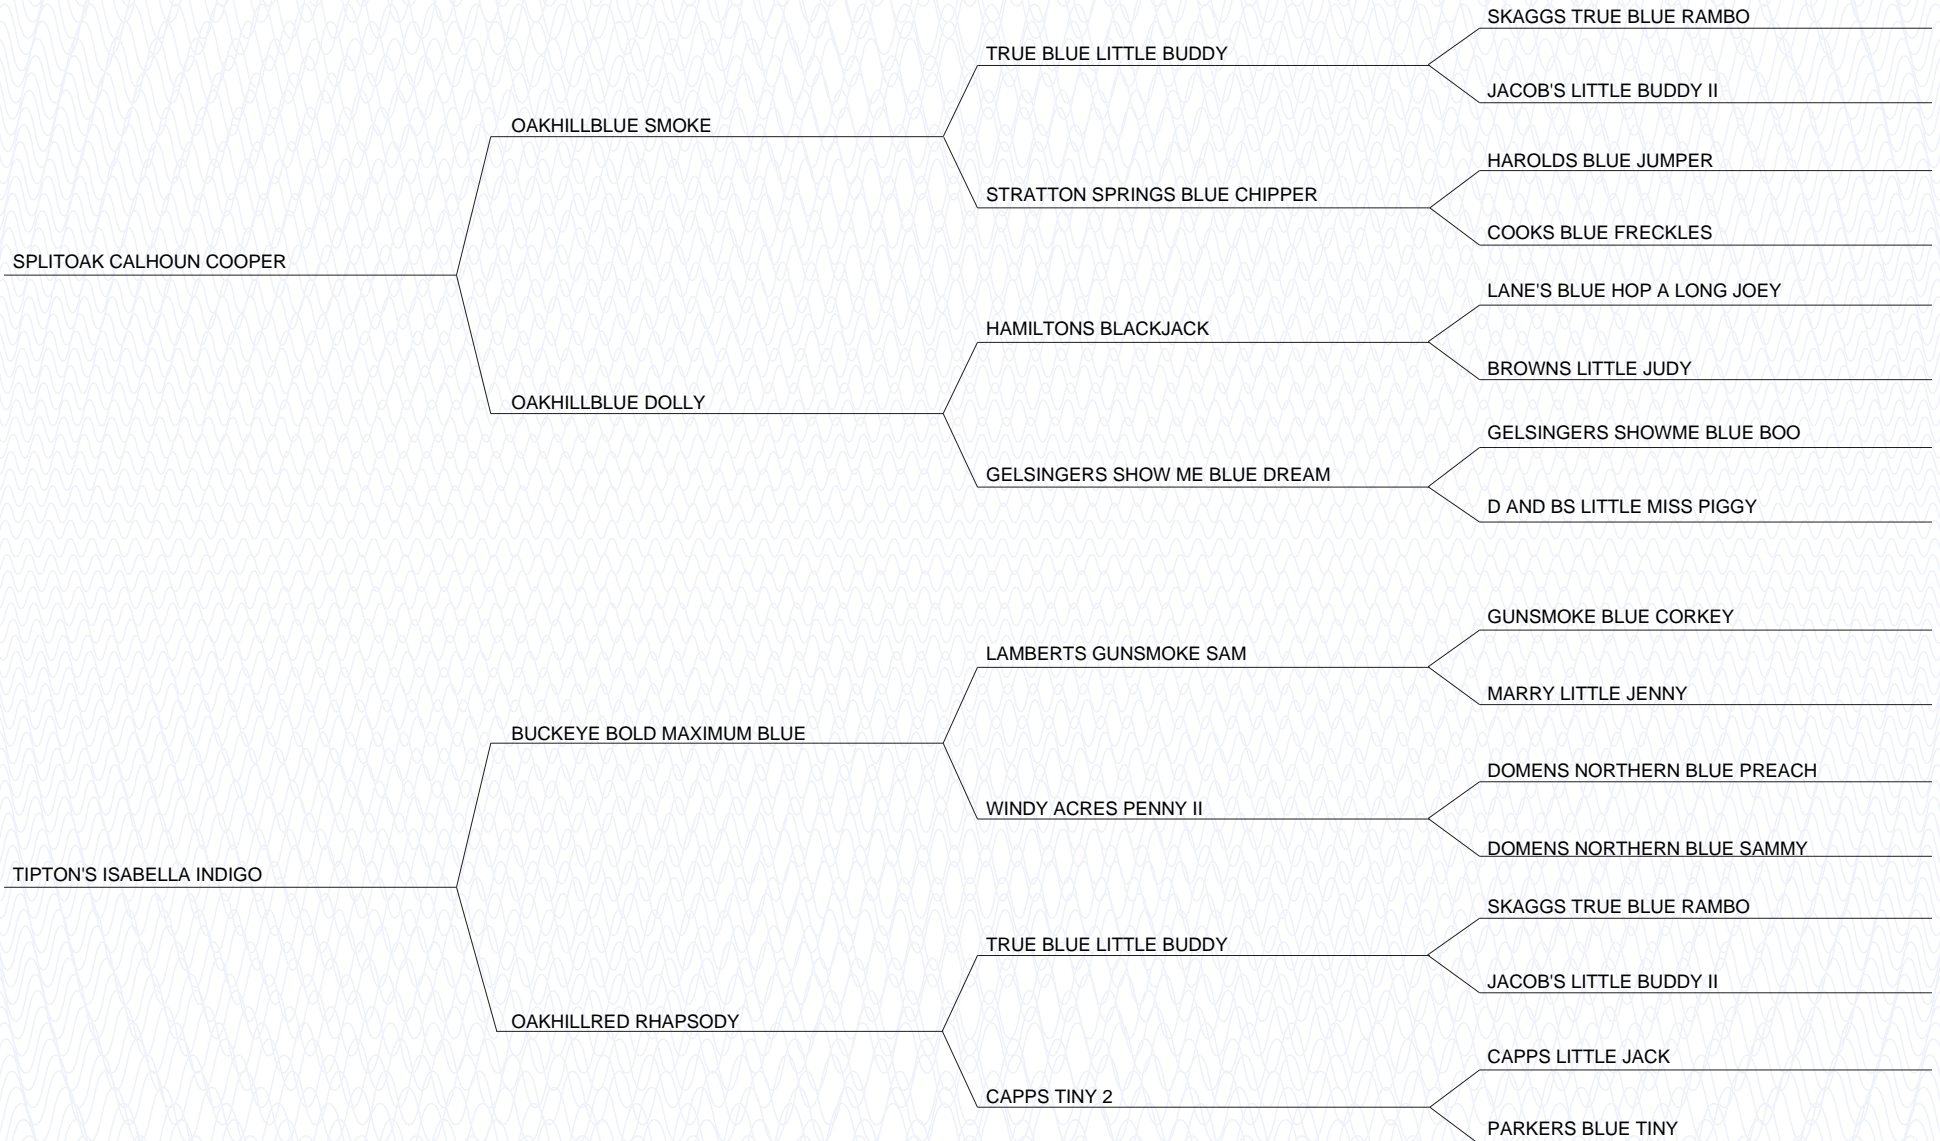 SKAGGS TRUE BLUE RAMBO
TRUE BLUE LITTLE BUDDY
JACOB'S LITTLE BUDDY II
OAKHILLBLUE SMOKE
HAROLDS BLUE JUMPER
STRATTON SPRINGS BLUE CHIPPER
COOKS BLUE FRECKLES
SPLITOAK CALHOUN COOPER
LANE'S BLUE HOP A LONG JOEY
HAMILTONS BLACKJACK
BROWNS LITTLE JUDY
OAKHILLBLUE DOLLY
GELSINGERS SHOWME BLUE BOO
GELSINGERS SHOW ME BLUE DREAM
D AND BS LITTLE MISS PIGGY
GUNSMOKE BLUE CORKEY
LAMBERTS GUNSMOKE SAM
MARRY LITTLE JENNY
BUCKEYE BOLD MAXIMUM BLUE
DOMENS NORTHERN BLUE PREACH
WINDY ACRES PENNY II
DOMENS NORTHERN BLUE SAMMY
TIPTON'S ISABELLA INDIGO
SKAGGS TRUE BLUE RAMBO
TRUE BLUE LITTLE BUDDY
JACOB'S LITTLE BUDDY II
OAKHILLRED RHAPSODY
CAPPS LITTLE JACK
CAPPS TINY 2
PARKERS BLUE TINY